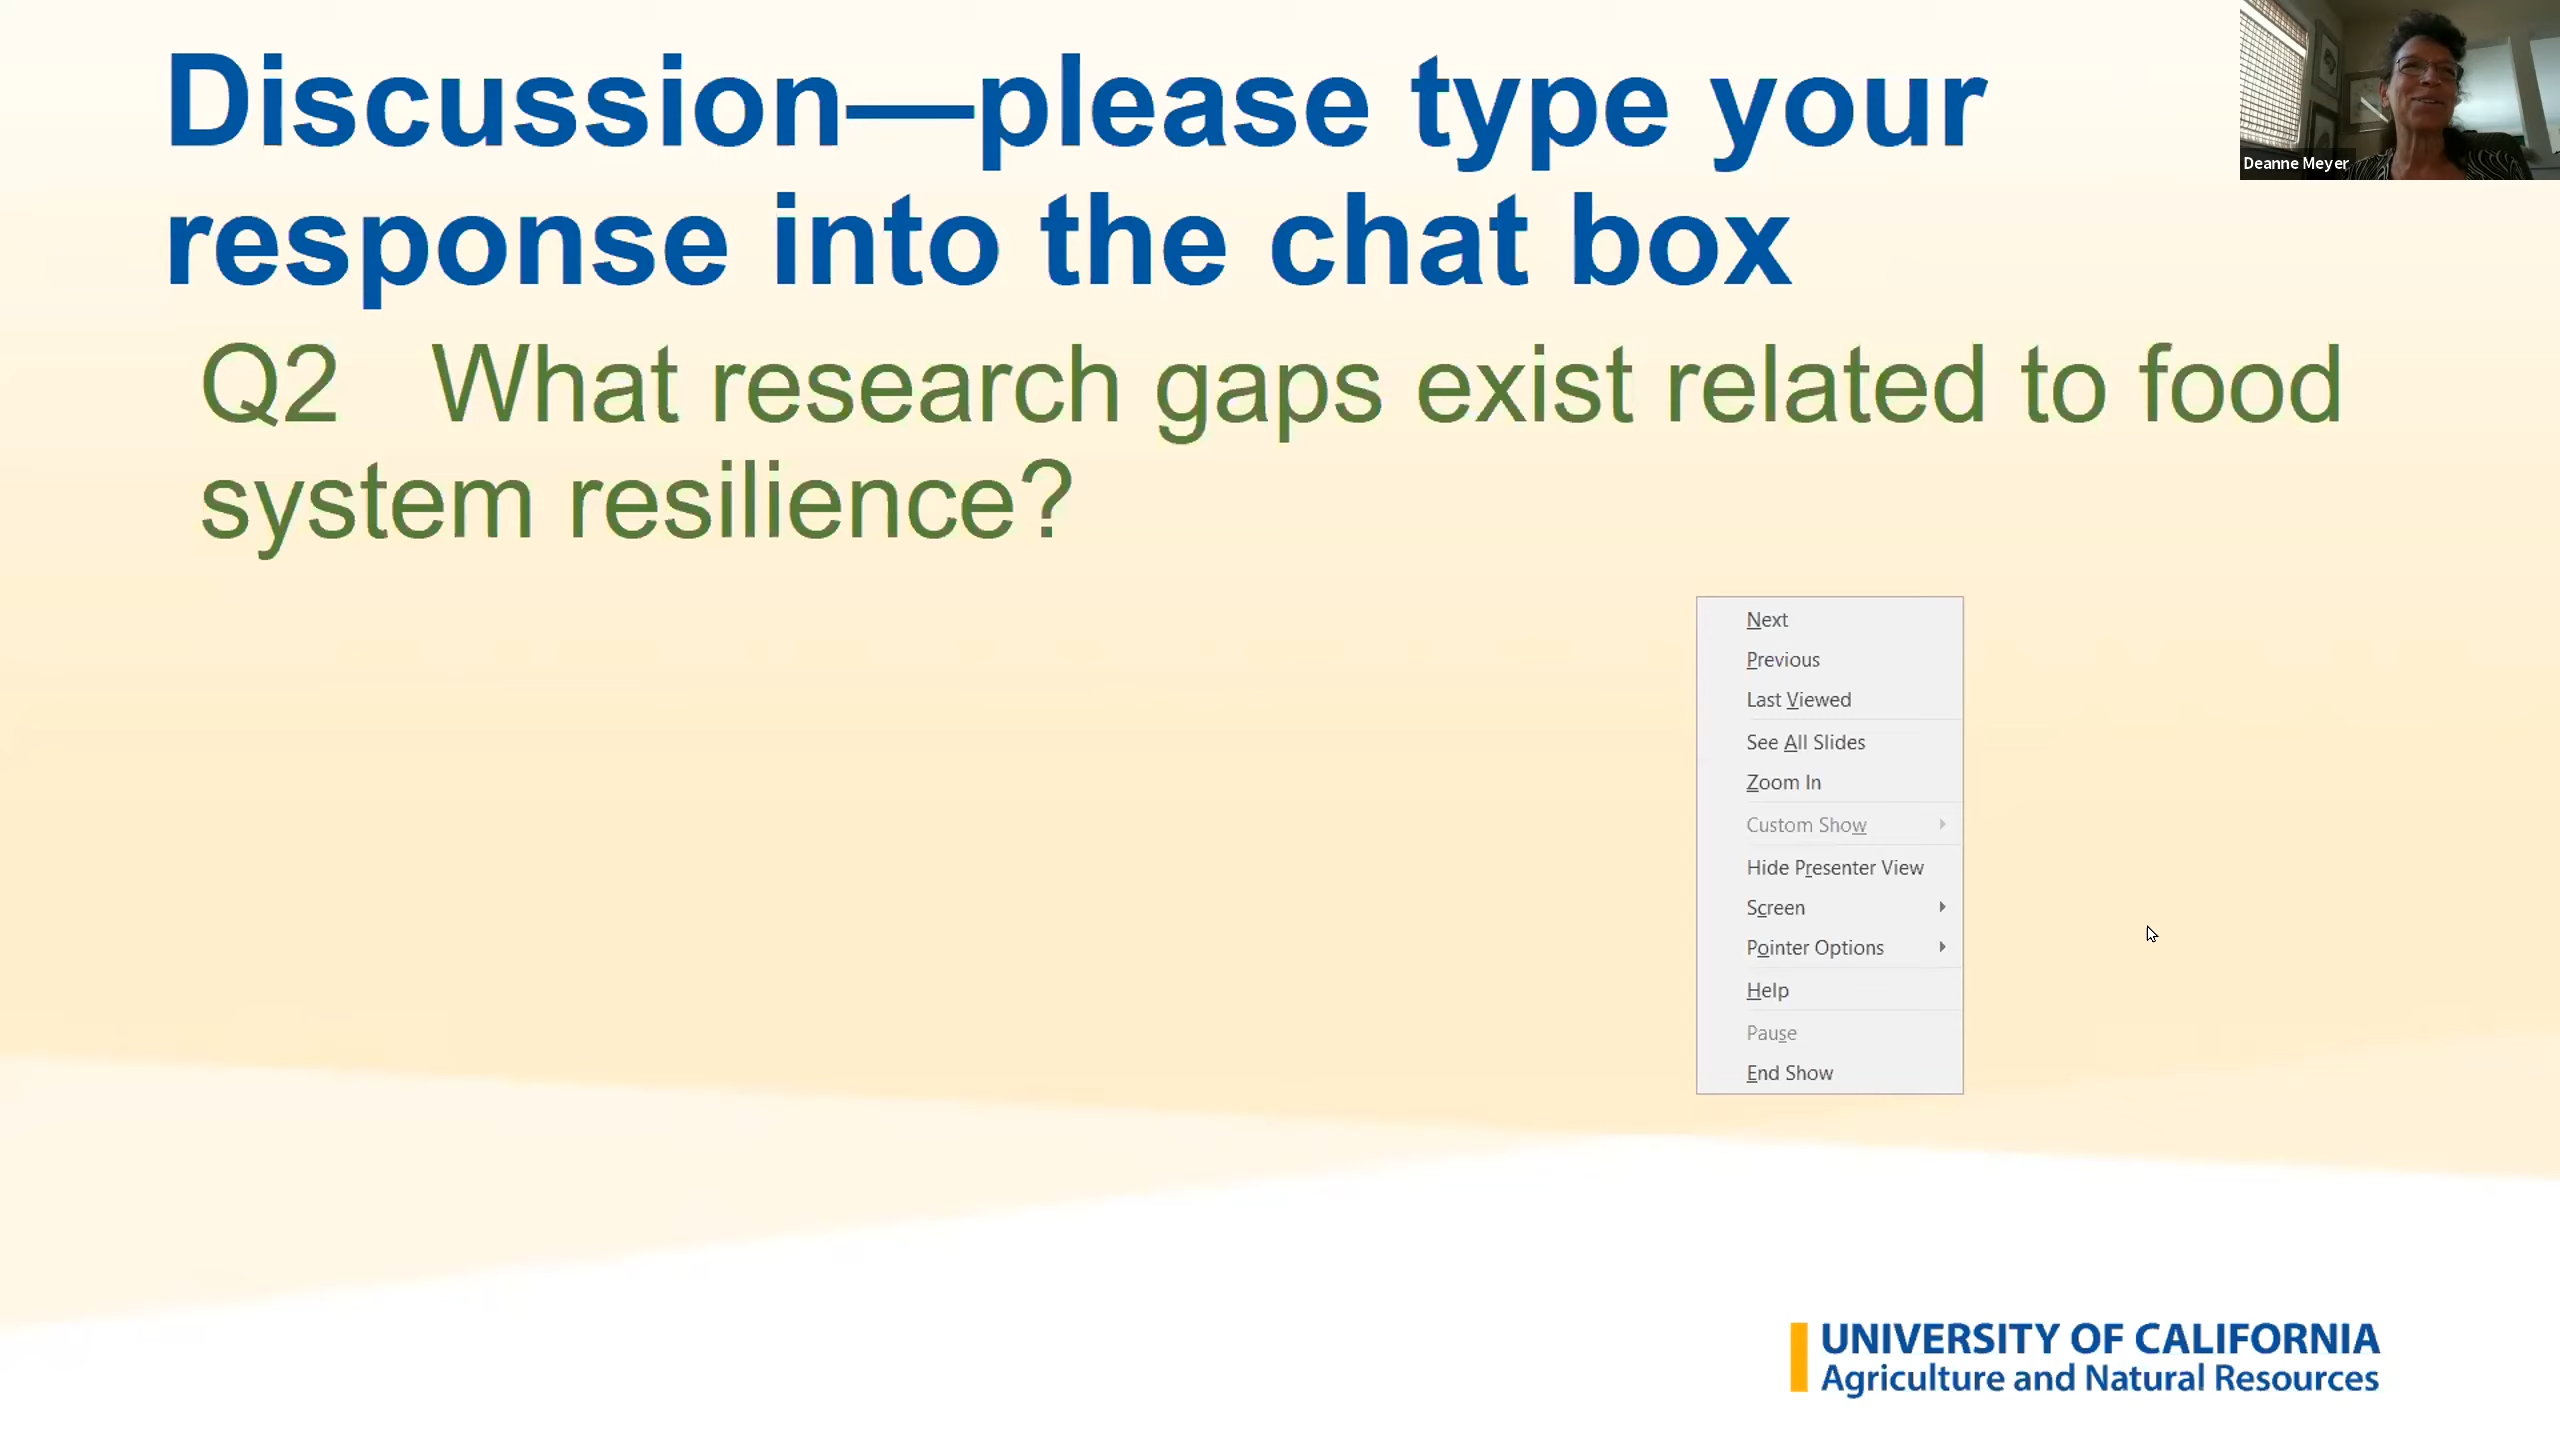 Discussion—please type your
response into the chat box
Deanne Meyer
Q2 What research gaps exist related to food
system resilience?
Next
Previous
Last Viewed
See All Slides
Zoom In
Custom Show
Hide Presenter View
Screen
Pointer Options
Help
Pause
End Show
UNIVERSITY OF CALIFORNIA
Agriculture and Natural Resources